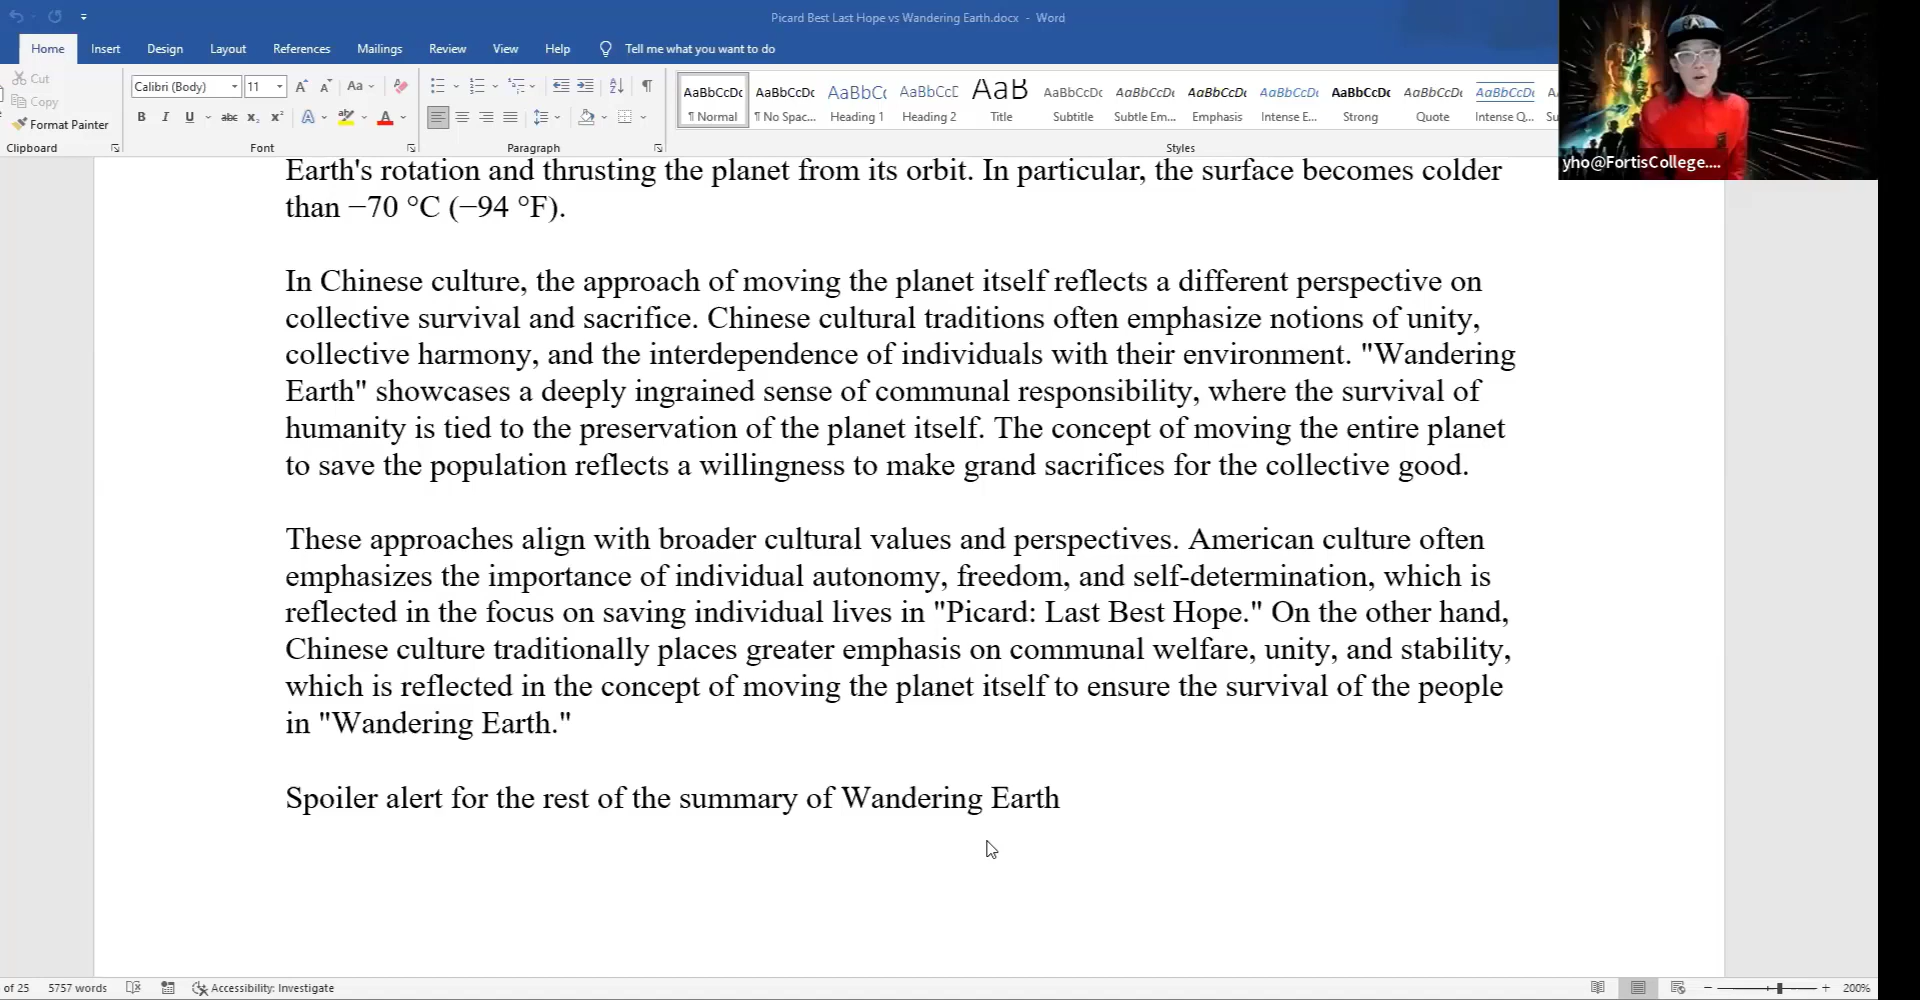 Picard Best Last Hope vs Wandering Earth.docx - Word
Home Insert Design Layout References Mailings Review View Help Tell me what you want to do
Cut
Copy
Format Painter
Calibri (Body) 11
AaBbCcDc AaBbCcDc AaBbCc AaBbCcD AaB AaBbCcDc AaBbCcDc AaBbCcDc AaBbCcDc AaBbCcDc AaBbCcDc AaBbCcDc
¶ Normal ¶ No Spac... Heading 1 Heading 2 Title Subtitle Subtle Em... Emphasis Intense E... Strong Quote Intense Q...
Clipboard Font Paragraph Styles
yho@FortisCollege....
Earth's rotation and thrusting the planet from its orbit. In particular, the surface becomes colder
than −70 °C (−94 °F).
In Chinese culture, the approach of moving the planet itself reflects a different perspective on
collective survival and sacrifice. Chinese cultural traditions often emphasize notions of unity,
collective harmony, and the interdependence of individuals with their environment. "Wandering
Earth" showcases a deeply ingrained sense of communal responsibility, where the survival of
humanity is tied to the preservation of the planet itself. The concept of moving the entire planet
to save the population reflects a willingness to make grand sacrifices for the collective good.
These approaches align with broader cultural values and perspectives. American culture often
emphasizes the importance of individual autonomy, freedom, and self-determination, which is
reflected in the focus on saving individual lives in "Picard: Last Best Hope." On the other hand,
Chinese culture traditionally places greater emphasis on communal welfare, unity, and stability,
which is reflected in the concept of moving the planet itself to ensure the survival of the people
in "Wandering Earth."
Spoiler alert for the rest of the summary of Wandering Earth
of 25 5757 words Accessibility: Investigate 200%